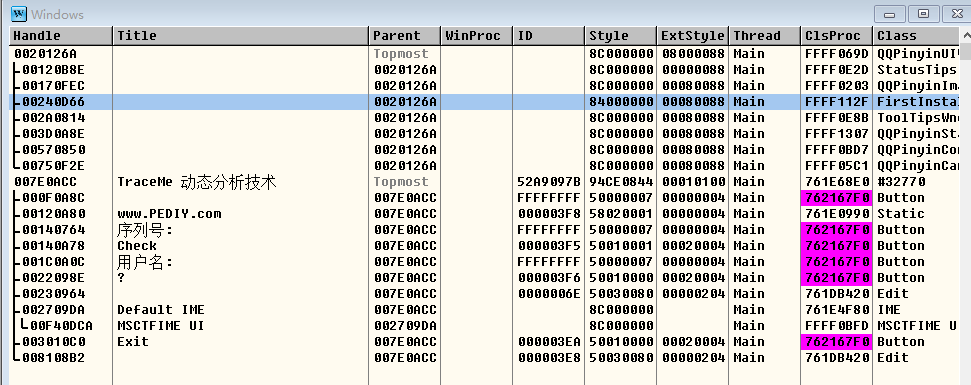 Windows
Handle Title Parent WinProc ID Style ExtStyle Thread ClsProc Class
0020126A Topmost 8C000000 08000088 Main FFFF069D QQPinyinUI
00120B8E 0020126A 8C000000 00080088 Main FFFF0E2D StatusTips
00170FEC 0020126A 8C000000 00080088 Main FFFF0203 QQPinyinIm
00240D66 0020126A 84000000 00080088 Main FFFF112F FirstInsta
002A0814 0020126A 8C000000 00080088 Main FFFF0E8B ToolTipsWn
003D0A8E 0020126A 8C000000 00080088 Main FFFF1307 QQPinyinSt
00570850 0020126A 8C000000 00080088 Main FFFF0BD7 QQPinyinCo
00750F2E 0020126A 8C000000 00080088 Main FFFF05C1 QQPinyinCa
007E0ACC TraceMe 动态分析技术 Topmost 52A9097B 94CE0844 00010100 Main 761E68E0 #32770
000F0A8C 007E0ACC FFFFFFFF 50000007 00000004 Main 762167F0 Button
00120A80 www.PEDIY.com 007E0ACC 000003F8 58020001 00000004 Main 761E0990 Static
00140764 序列号: 007E0ACC FFFFFFFF 50000007 00000004 Main 762167F0 Button
00140A78 Check 007E0ACC 000003F5 50010001 00020004 Main 762167F0 Button
001C0A0C 用户名: 007E0ACC FFFFFFFF 50000007 00000004 Main 762167F0 Button
0022098E ? 007E0ACC 000003F6 50010000 00020004 Main 762167F0 Button
00230964 007E0ACC 0000006E 50030080 00000204 Main 761DB420 Edit
002709DA Default IME 007E0ACC 8C000000 Main 761E4F80 IME
00F40DCA MSCTFIME UI 002709DA 8C000000 Main FFFF0BFD MSCTFIME U
003010C0 Exit 007E0ACC 000003EA 50010000 00020004 Main 762167F0 Button
008108B2 007E0ACC 000003E8 50030080 00000204 Main 761DB420 Edit